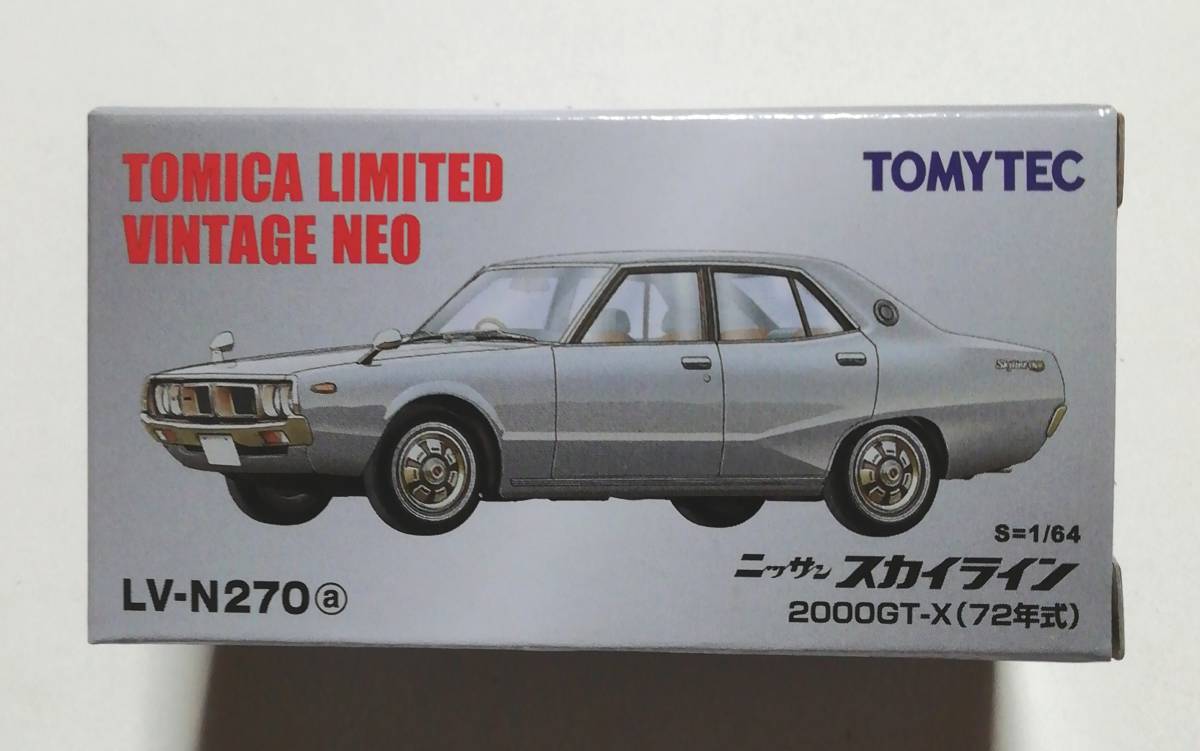 TOMICA LIMITED
VINTAGE NEO
TOMYTEC
Skyline
S=1/64
ニッサン スカイライン
2000GT-X(72年式)
LV-N270ⓐ